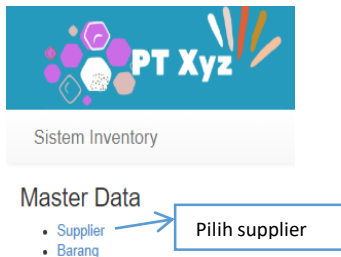 PT Xyz
Sistem Inventory
Master Data
Supplier
Pilih supplier
Barang